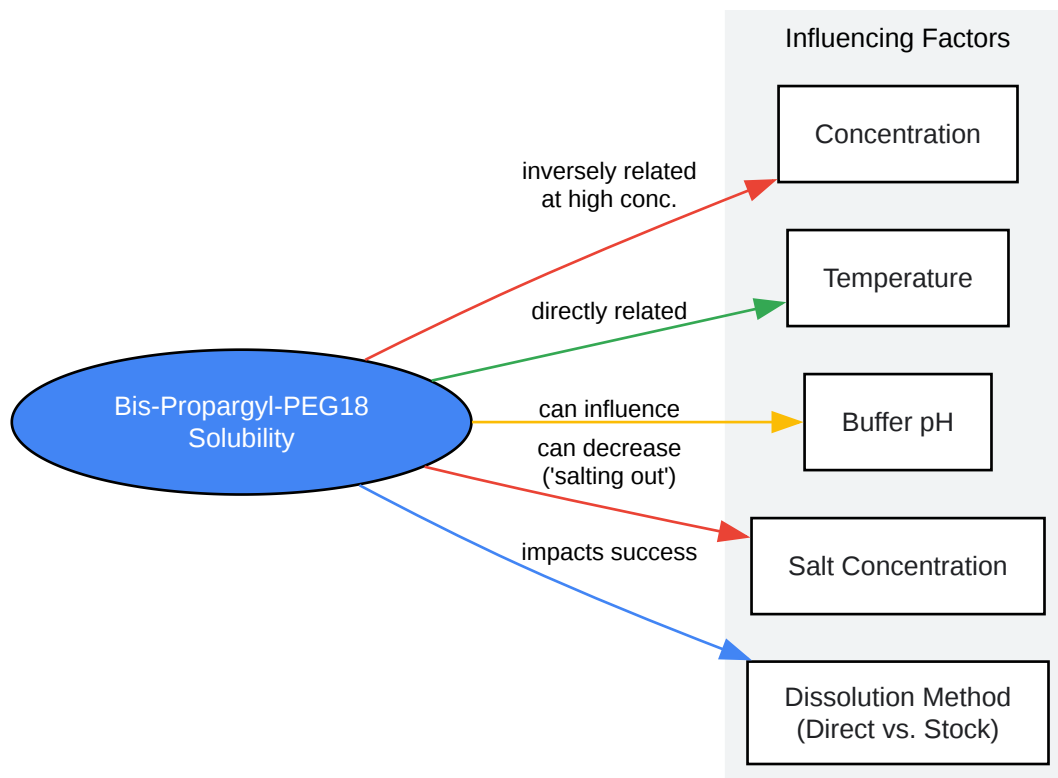 Influencing Factors
Concentration
inversely related
at high conc.
Temperature
directly related
Bis-Propargyl-PEG18
Solubility
can influence
Buffer pH
can decrease
('salting out')
Salt Concentration
impacts success
Dissolution Method
(Direct vs. Stock)